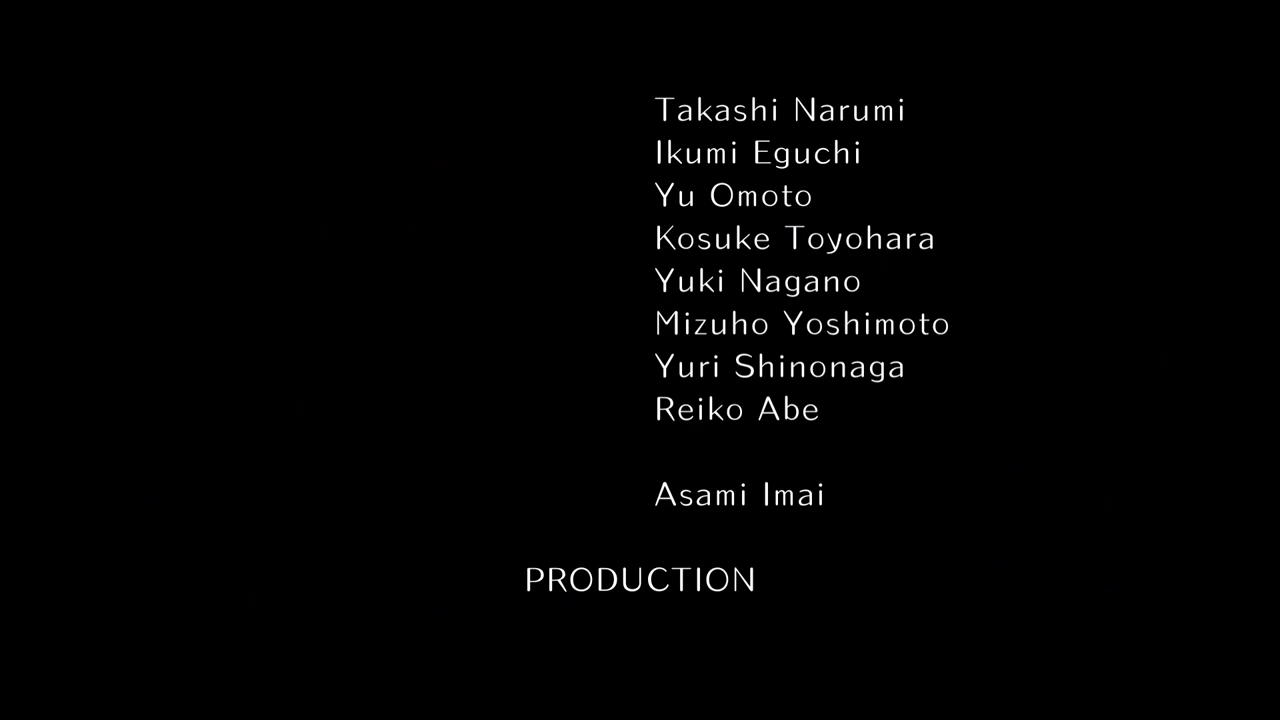 Takashi Narumi
Ikumi Eguchi
Yu Omoto
Kosuke Toyohara
Yuki Nagano
Mizuho Yoshimoto
Yuri Shinonaga
Reiko Abe
Asami Imai
PRODUCTION